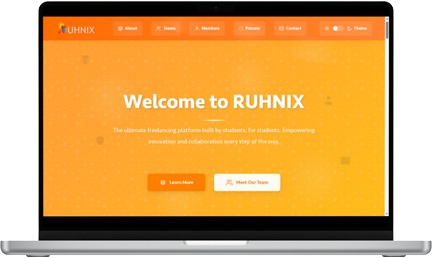 RUHNIX
About
Teams
Members
Privacy
Contact
Theme
Welcome to RUHNIX
The ultimate freelancing platform built by students, for students. Empowering
innovation and collaboration every step of the way.
Learn More
Meet Our Team